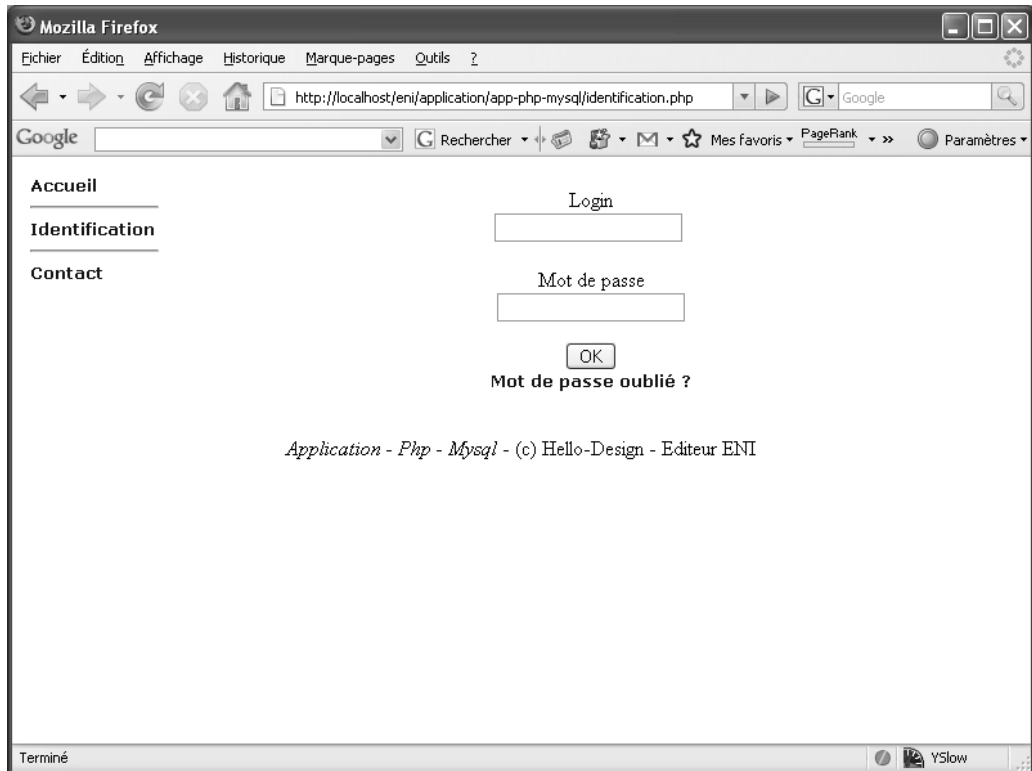 Mozilla Firefox
Fichier Édition Affichage Historique Marque-pages Outils ?
http://localhost/eni/application/app-php-mysql/identification.php G Google
Google G Rechercher Mes favoris PageRank » Paramètres
Accueil
Identification
Contact
Login
Mot de passe
OK
Mot de passe oublié ?
Application - Php - Mysql - (c) Hello-Design - Editeur ENI
Terminé YSlow